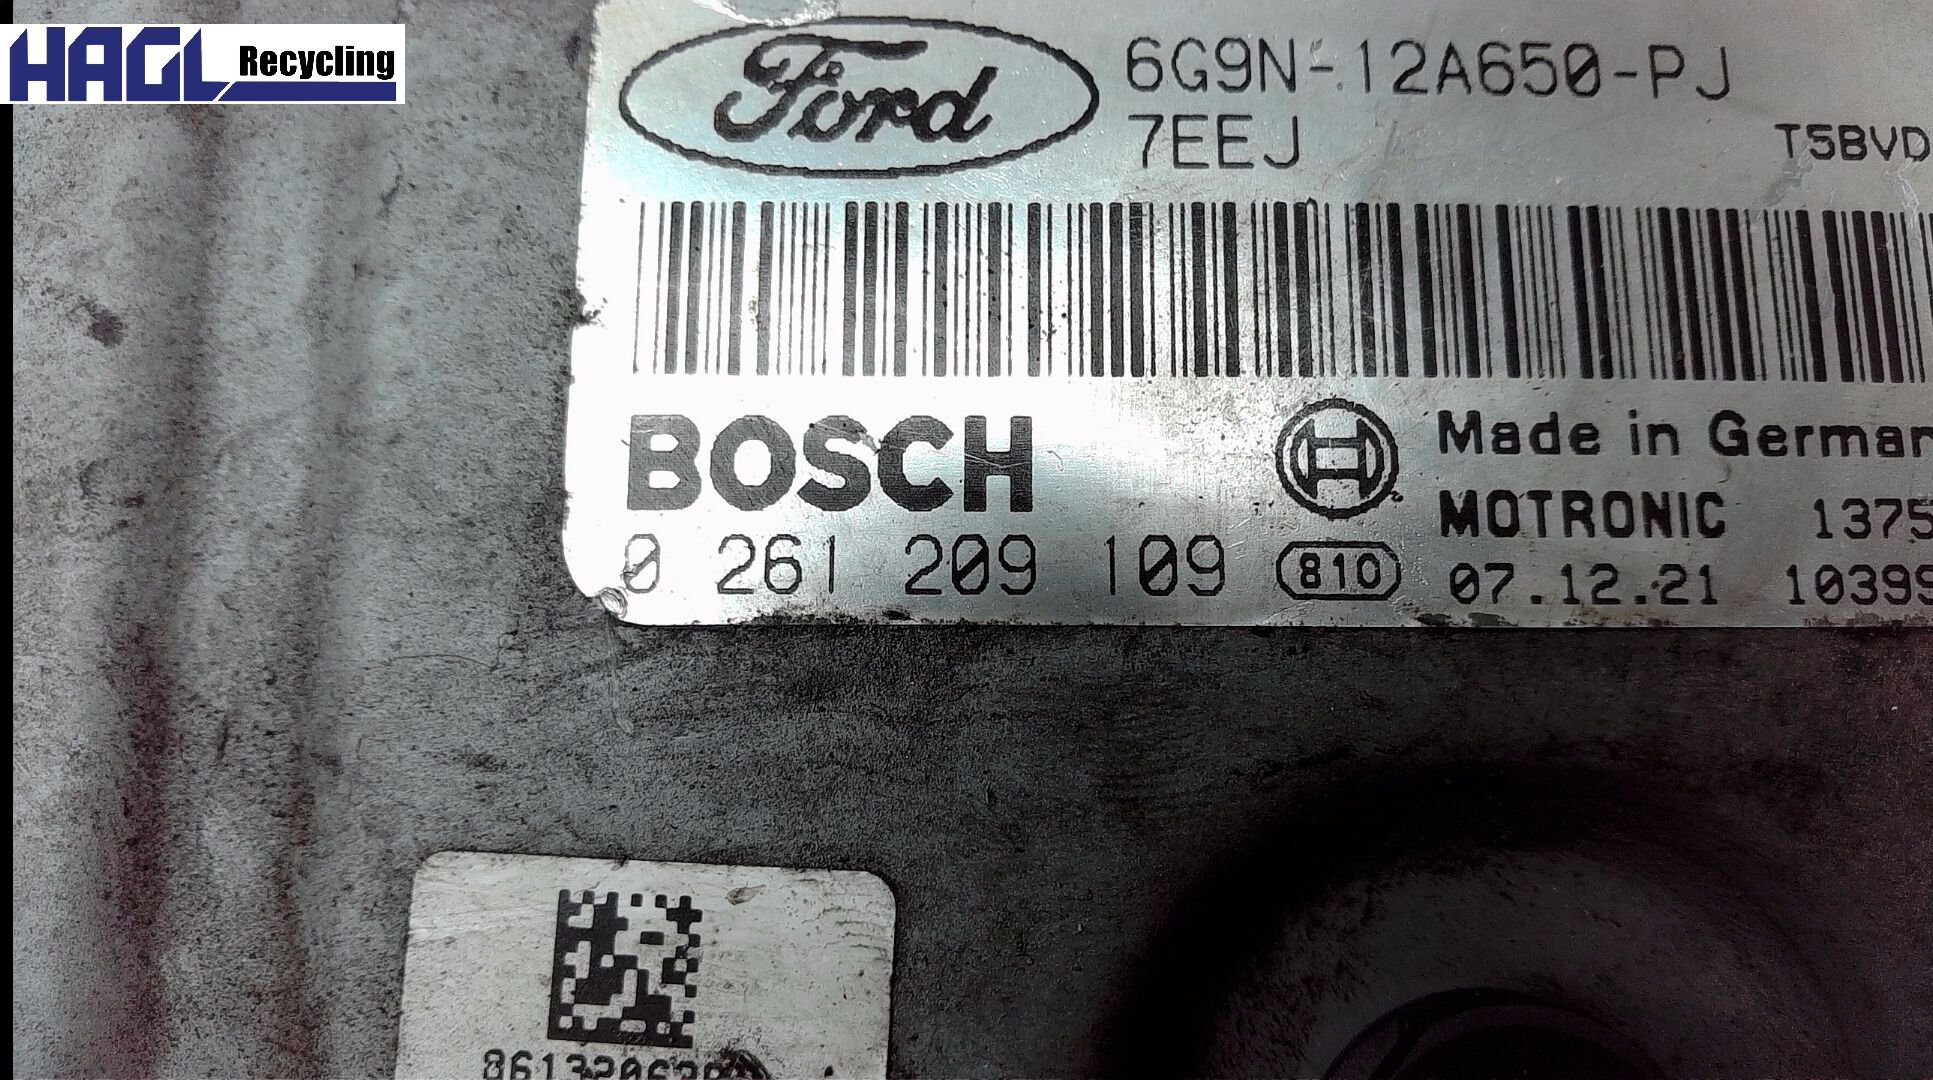 HAGL Recycling
Ford
6G9N-12A650-PJ
7EEJ
T5BVD
BOSCH
Made in German
MOTRONIC 1375
0 261 209 109
810
07.12.21 10399